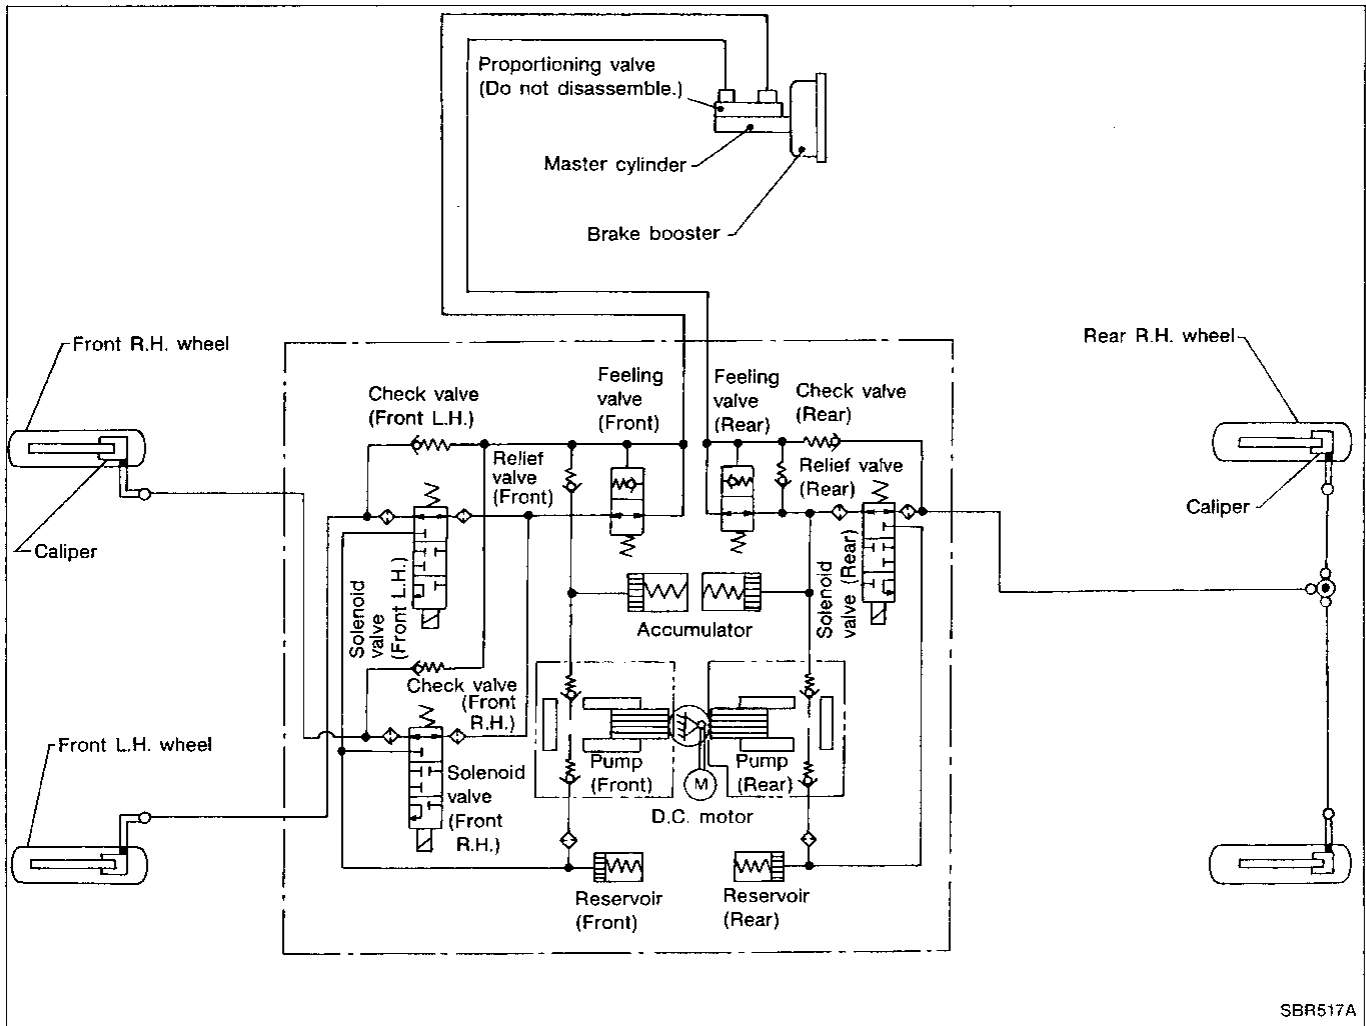 Proportioning valve
(Do not disassemble.)
Master cylinder
Brake booster
Front R.H. wheel
Rear R.H. wheel
Check valve
(Front L.H.)
Feeling
valve
(Front)
Feeling
valve
(Rear)
Check valve
(Rear)
Relief
valve
(Front)
Relief valve
(Rear)
Caliper
Caliper
Solenoid
valve
(Front L.H.)
Accumulator
Solenoid
valve (Rear)
Check valve
(Front
R.H.)
Front L.H. wheel
Solenoid
valve
(Front
R.H.)
Pump
(Front)
Pump
(Rear)
M
D.C. motor
Reservoir
(Front)
Reservoir
(Rear)
SBR517A